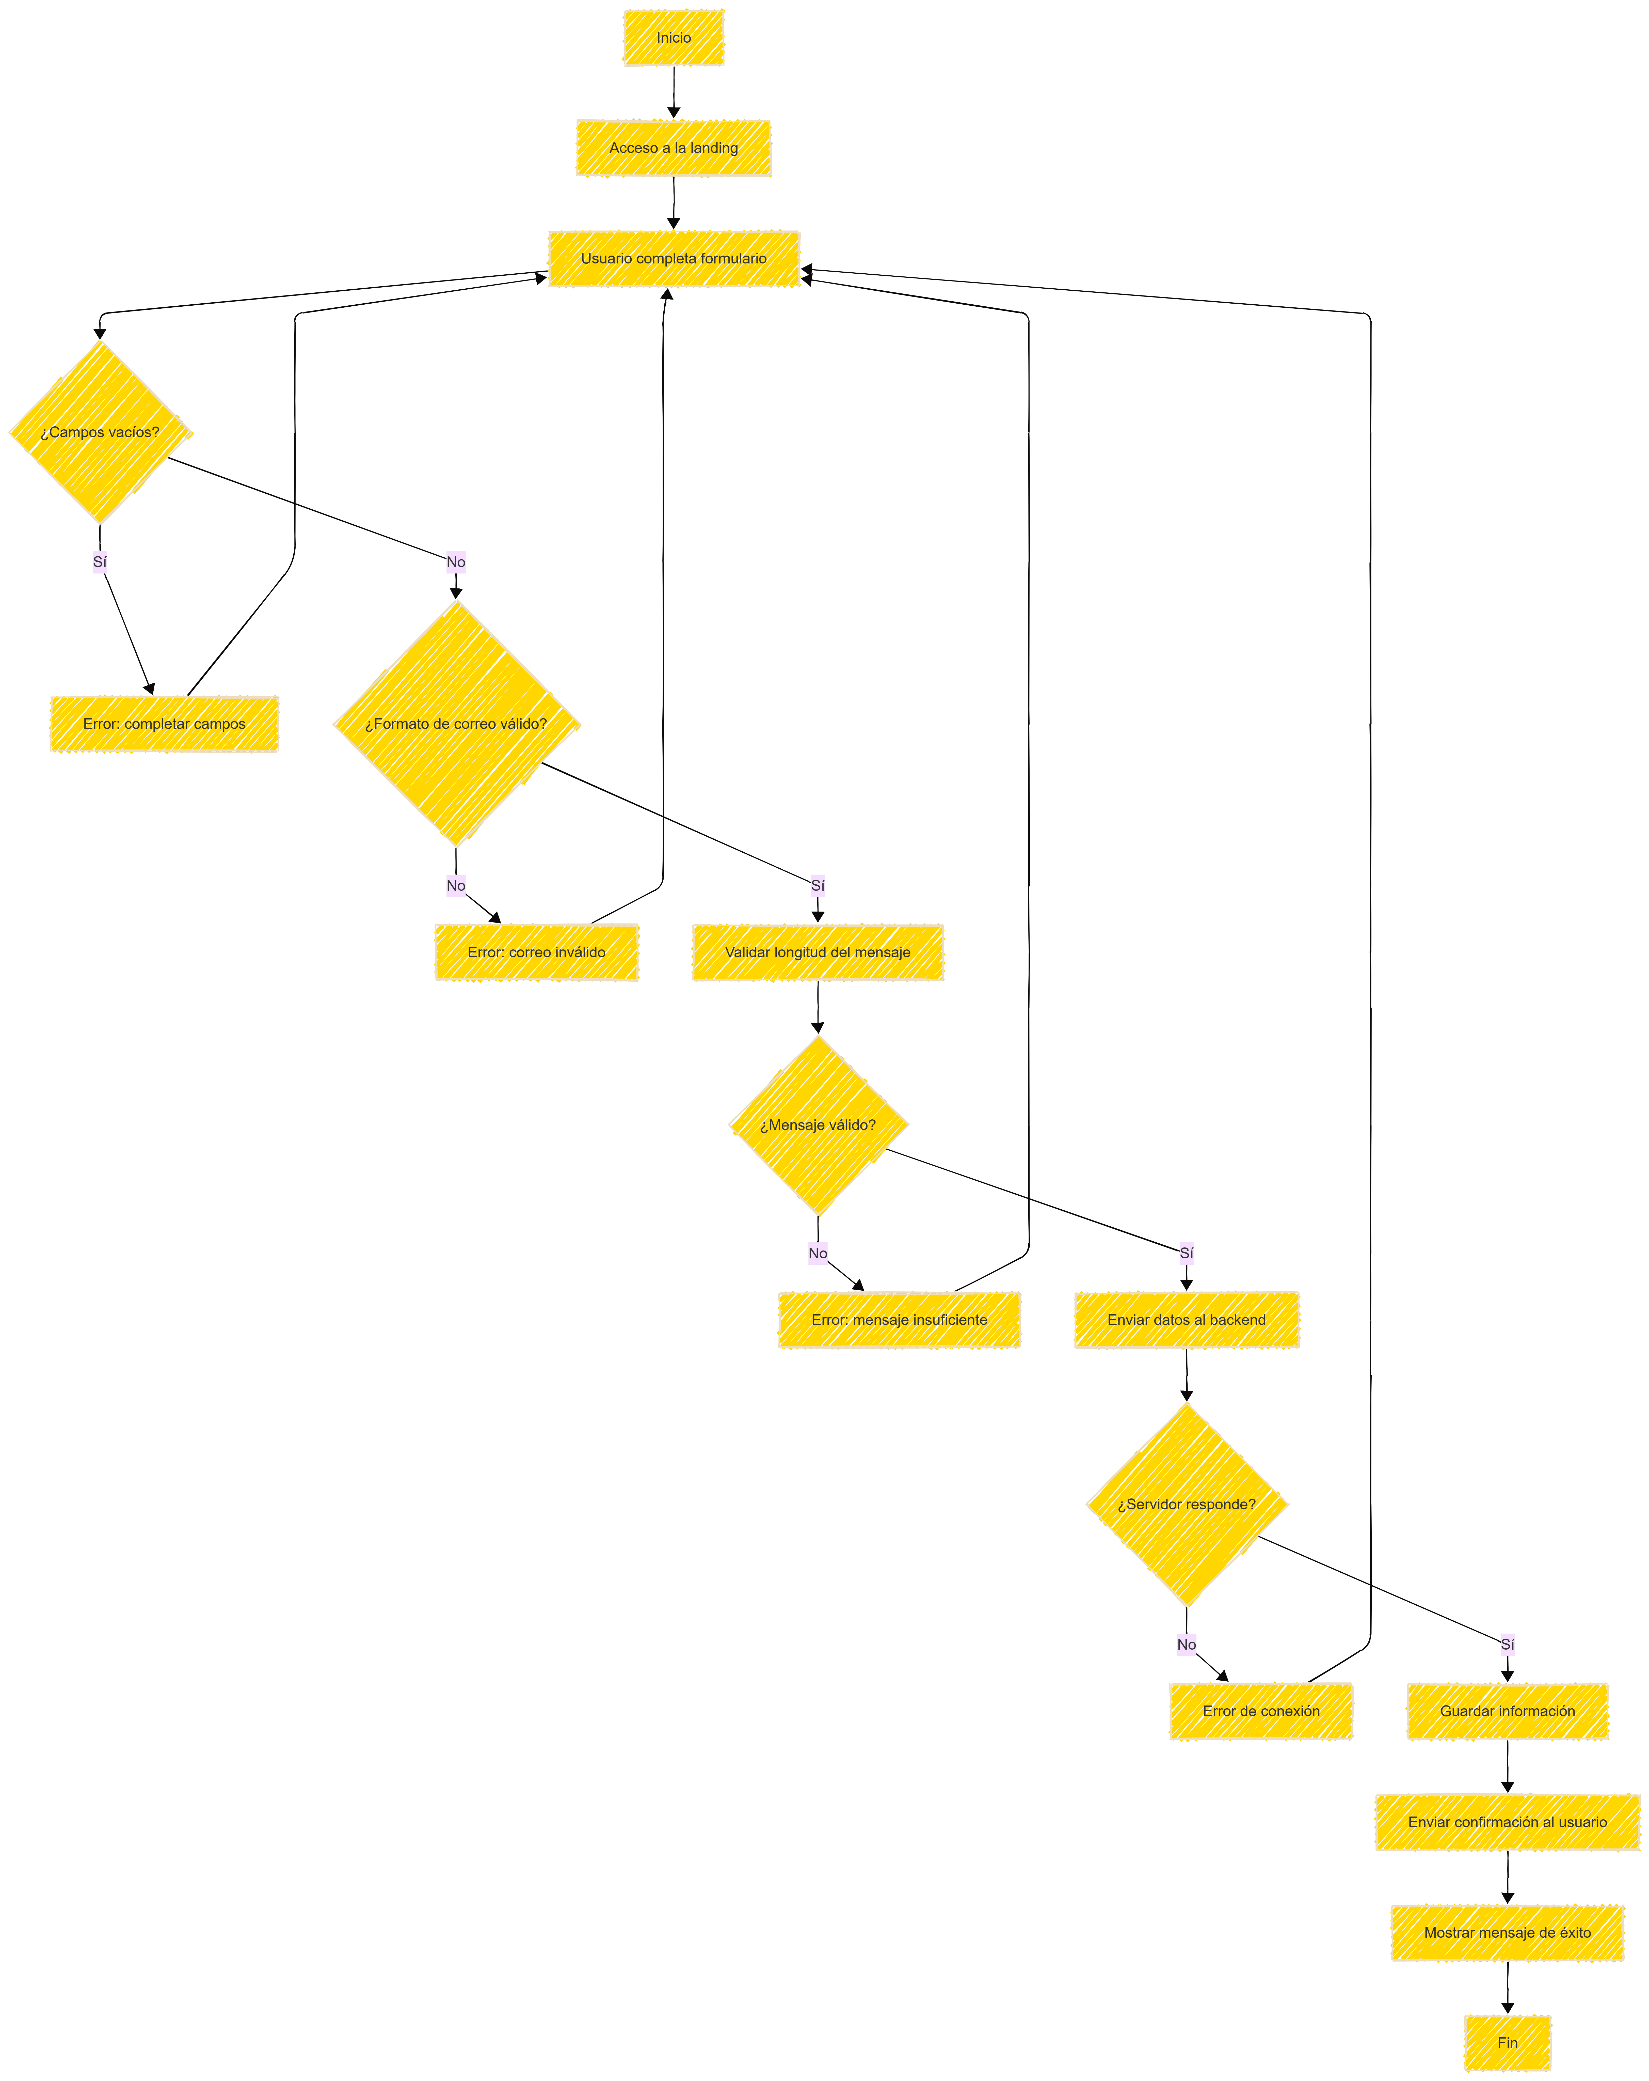 Inicio
Acceso a la landing
Usuario completa formulario
¿Campos vacíos?
Sí
No
Error: completar campos
¿Formato de correo válido?
No
Sí
Error: correo inválido
Validar longitud del mensaje
¿Mensaje válido?
No
Sí
Error: mensaje insuficiente
Enviar datos al backend
¿Servidor responde?
No
Sí
Error de conexión
Guardar información
Enviar confirmación al usuario
Mostrar mensaje de éxito
Fin